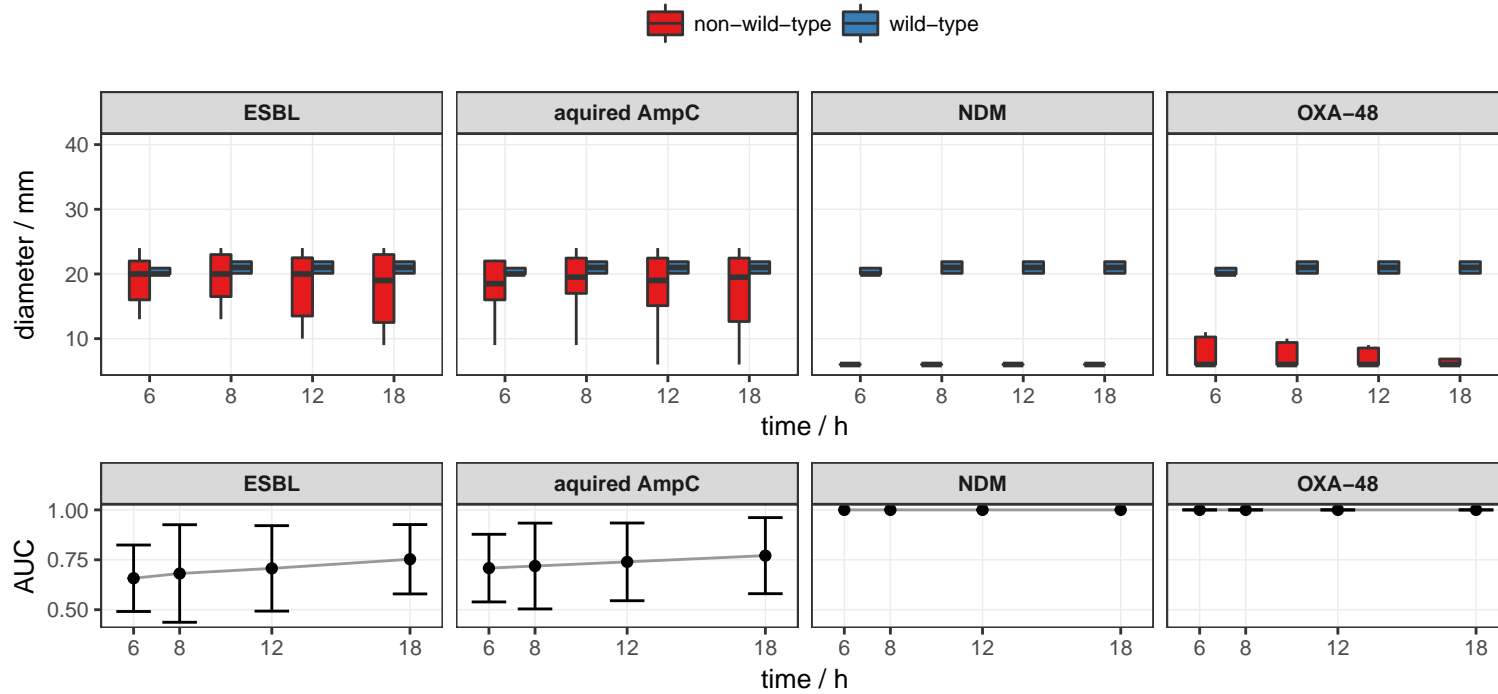 non−wild−type wild−type
ESBL aquired AmpC NDM OXA−48
diameter / mm
40
30
20
10
6 8 12 18 6 8 12 18 6 8 12 18 6 8 12 18
time / h
ESBL aquired AmpC NDM OXA−48
AUC
1.00
0.75
0.50
6 8 12 18 6 8 12 18 6 8 12 18 6 8 12 18
time / h